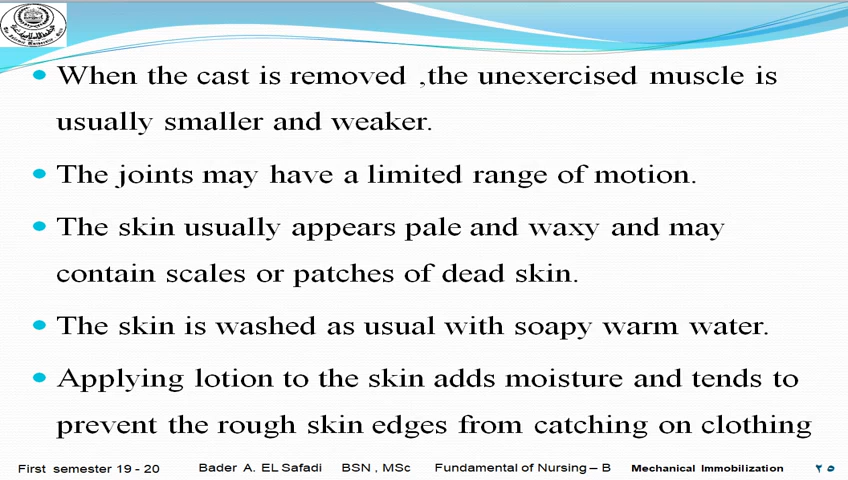 When the cast is removed ,the unexercised muscle is
usually smaller and weaker.
The joints may have a limited range of motion.
The skin usually appears pale and waxy and may
contain scales or patches of dead skin.
The skin is washed as usual with soapy warm water.
Applying lotion to the skin adds moisture and tends to
prevent the rough skin edges from catching on clothing
First semester 19 - 20 Bader A. EL Safadi BSN , MSc Fundamental of Nursing – B Mechanical Immobilization ٢٥